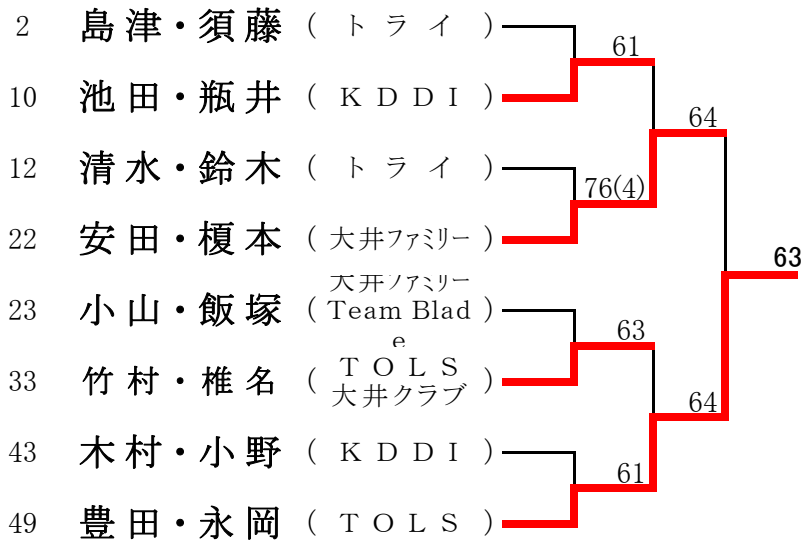 2 島津・須藤 ( トライ )
61
10 池田・瓶井 ( KDDI )
64
12 清水・鈴木 ( トライ )
76(4)
22 安田・榎本 ( 大井ファミリー )
63
大井ファミリー
23 小山・飯塚 ( Team Blad )
e
63
TOLS
33 竹村・椎名 ( 大井クラブ )
64
43 木村・小野 ( KDDI )
61
49 豊田・永岡 ( TOLS )